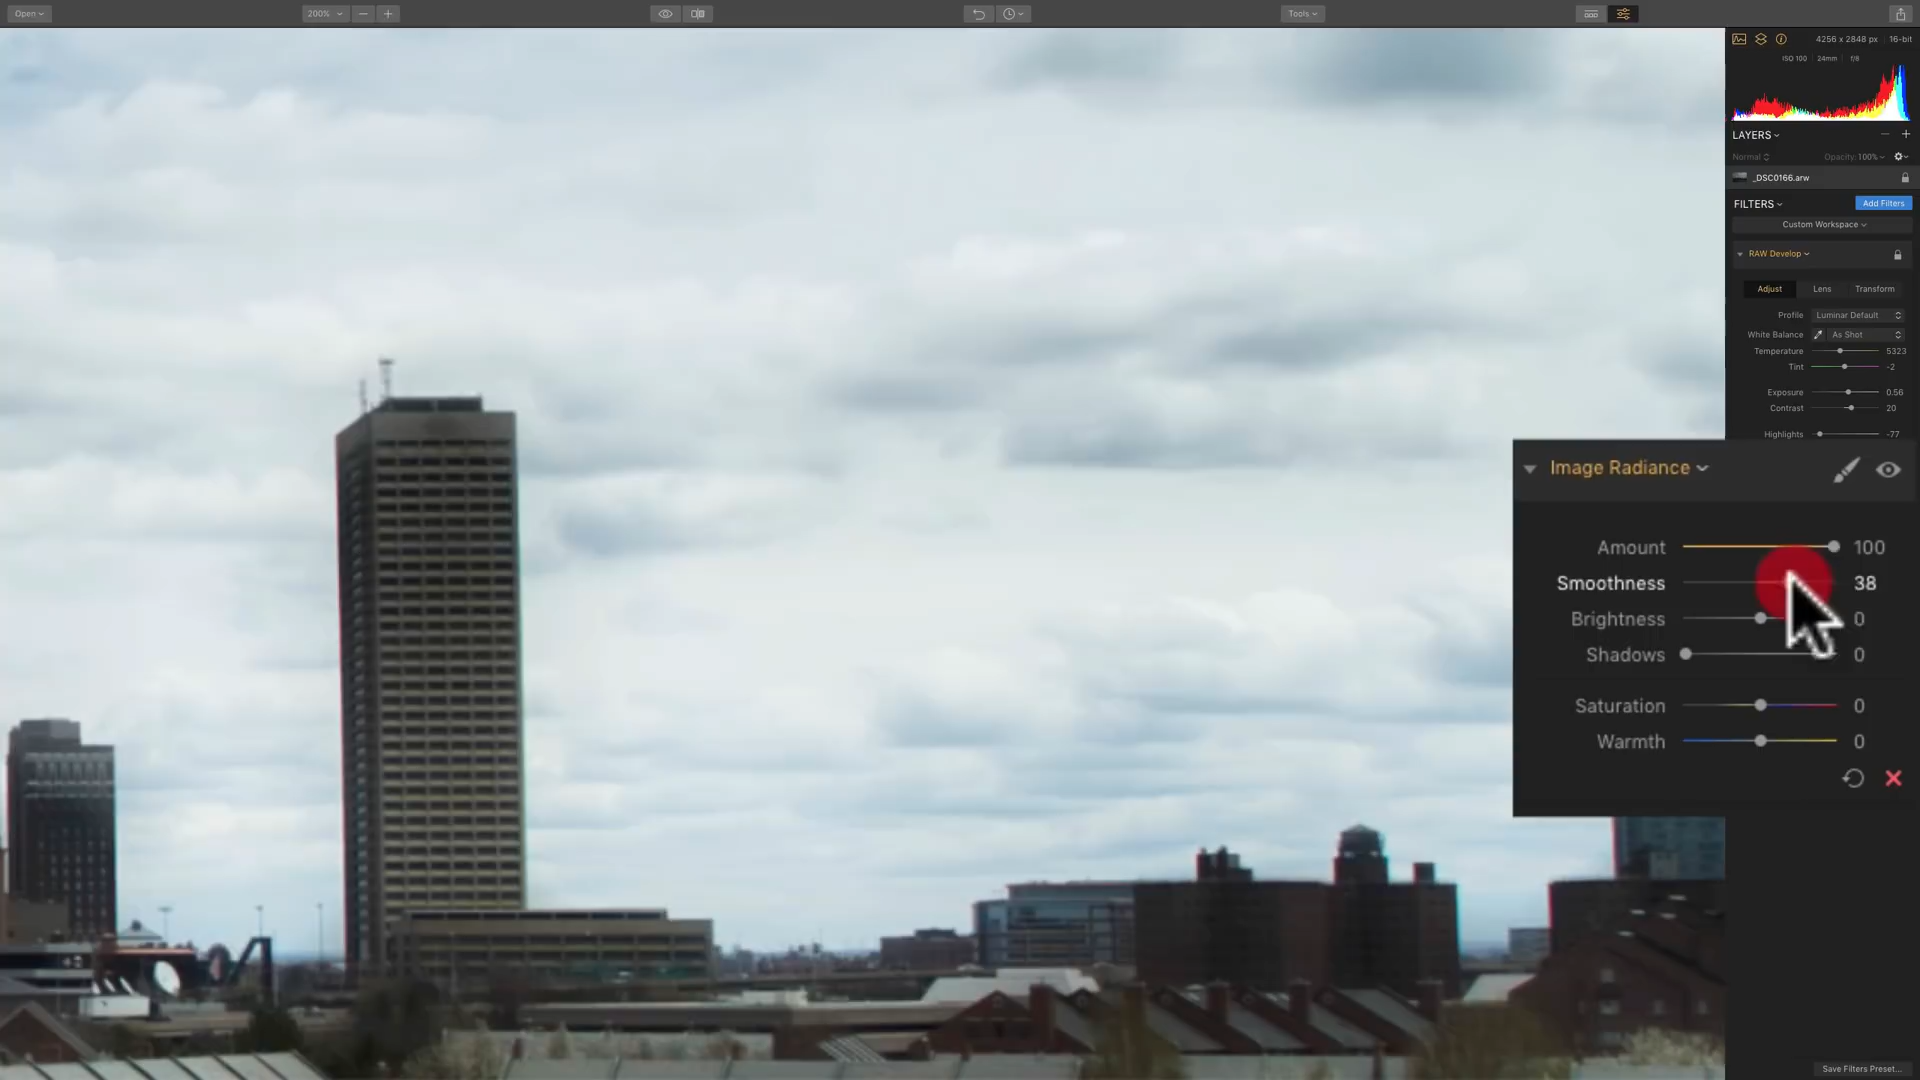 Open
200%
Tools
4256 x 2848 px 16-bit
ISO 100 24mm f/8
LAYERS
Normal Opacity: 100%
_DSC0166.arw
FILTERS Add Filters
Custom Workspace
RAW Develop
Adjust Lens Transform
Profile Luminar Default
White Balance As Shot
Temperature 5323
Tint -2
Exposure 0.56
Contrast 20
Highlights -77
Image Radiance
Amount 100
Smoothness 38
Brightness 0
Shadows 0
Saturation 0
Warmth 0
Save Filters Preset...